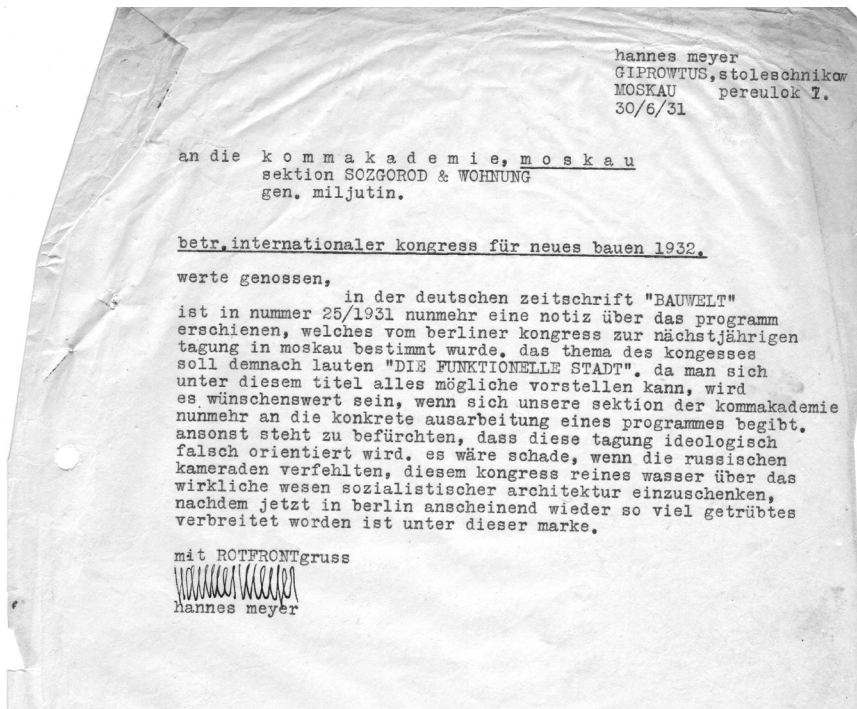 hannes meyer
GIPROWTUS,stoleschnikow
MOSKAU pereulok 7.
30/6/31
an die k o m m a k a d e m i e, m o s k a u
sektion SOZGOROD & WOHNUNG
gen. miljutin.
betr.internationaler kongress für neues bauen 1932.
werte genossen,
in der deutschen zeitschrift "BAUWELT"
ist in nummer 25/1931 nunmehr eine notiz über das programm
erschienen, welches vom berliner kongress zur nächstjährigen
tagung in moskau bestimmt wurde. das thema des kongesses
soll demnach lauten "DIE FUNKTIONELLE STADT". da man sich
unter diesem titel alles mögliche vorstellen kann, wird
es wünschenswert sein, wenn sich unsere sektion der kommakademie
nunmehr an die konkrete ausarbeitung eines programmes begibt.
ansonst steht zu befürchten, dass diese tagung ideologisch
falsch orientiert wird. es wäre schade, wenn die russischen
kameraden verfehlten, diesem kongress reines wasser über das
wirkliche wesen sozialistischer architektur einzuschenken,
nachdem jetzt in berlin anscheinend wieder so viel getrübtes
verbreitet worden ist unter dieser marke.
mit ROTFRONTgruss
hannes meyer
hannes meyer